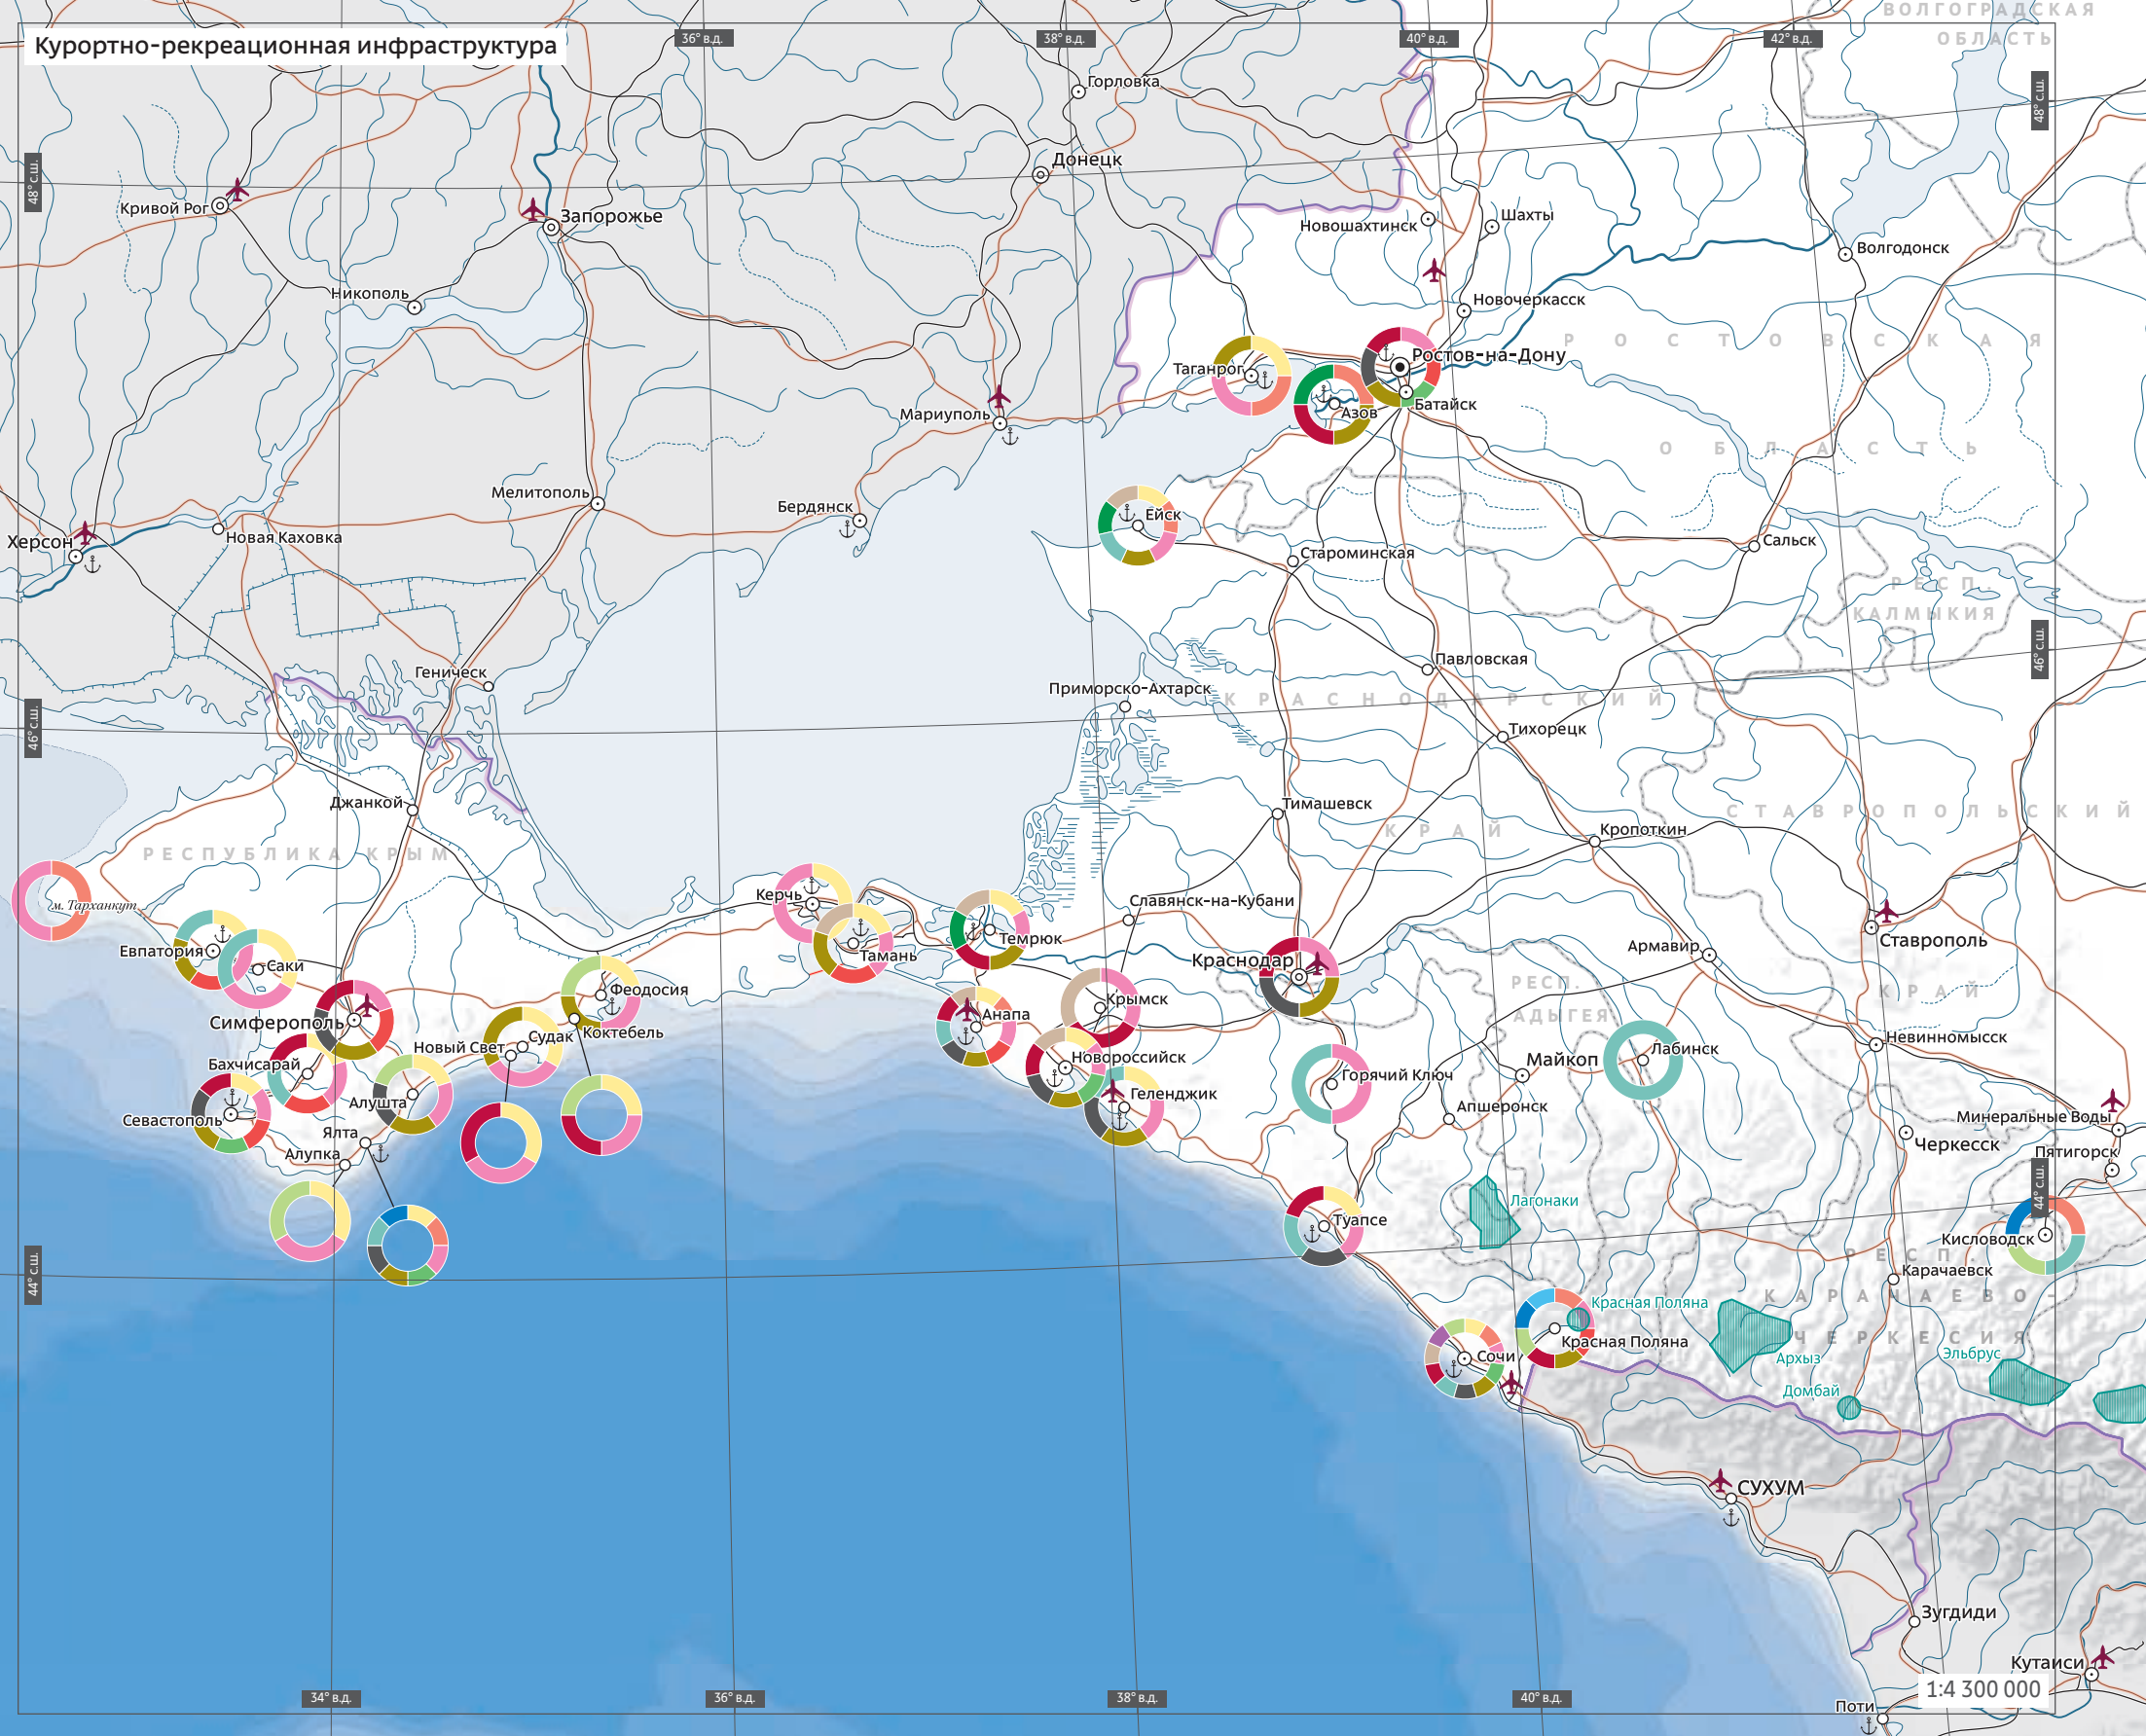 Курортно-рекреационная инфраструктура
36° в.д.
38° в.д.
40° в.д.
42° в.д.
ВОЛГОГРАДСКАЯ
ОБЛАСТЬ
48° с.ш.
48° с.ш.
Горловка
Донецк
Кривой Рог
Запорожье
Новошахтинск
Шахты
Волгодонск
Никополь
Новочеркасск
РОСТОВСКАЯ
Таганрог
Ростов-на-Дону
Азов
Батайск
Мариуполь
ОБЛАСТЬ
Мелитополь
Бердянск
Ейск
Херсон
Новая Каховка
Староминская
Сальск
РЕСП.
КАЛМЫКИЯ
46° с.ш.
46° с.ш.
Геническ
Павловская
Приморско-Ахтарск
КРАСНОДАРСКИЙ
Тихорецк
Джанкой
Тимашевск
КРАЙ
СТАВРОПОЛЬСКИЙ
Кропоткин
РЕСПУБЛИКА КРЫМ
м. Тарханкут
Керчь
Славянск-на-Кубани
Евпатория
Саки
Тамань
Темрюк
Краснодар
Армавир
Ставрополь
Феодосия
Крымск
РЕСП.
АДЫГЕЯ
КРАЙ
Симферополь
Анапа
Коктебель
Судак
Новый Свет
Новороссийск
Майкоп
Лабинск
Невинномысск
Бахчисарай
Горячий Ключ
Алушта
Геленджик
Апшеронск
Севастополь
Минеральные Воды
Ялта
Черкесск
Алупка
Пятигорск
44° с.ш.
44° с.ш.
Лагонаки
Туапсе
Кисловодск
РЕСП
Карачаевск
КАРАЧАЕВО-
Красная Поляна
Красная Поляна
ЧЕРКЕСИЯ
Сочи
Архыз
Эльбрус
Домбай
СУХУМ
Зугдиди
Кутаиси
1:4 300 000
34° в.д.
36° в.д.
38° в.д.
40° в.д.
Поти